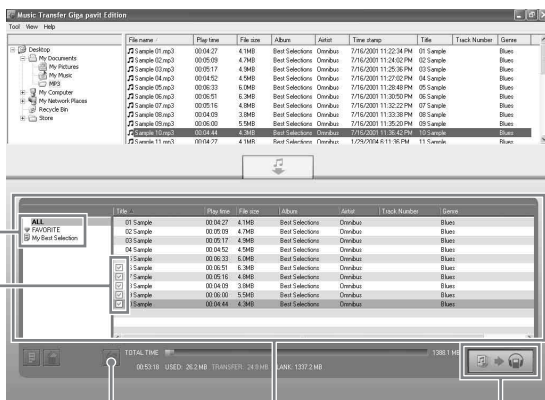 Music Transfer Giga pavit Edition
Tool View Help
File name Play time File size Album Artist Time stamp Title Track Number Genre
Desktop
My Documents
My Pictures
My Music
MP3
My Computer
My Network Places
Recycle Bin
Store
Sample 01.mp3 00:04:27 4.1MB Best Selections Omnibus 7/16/2001 11:22:34 PM 01 Sample Blues
Sample 02.mp3 00:05:09 4.7MB Best Selections Omnibus 7/16/2001 11:24:02 PM 02 Sample Blues
Sample 03.mp3 00:05:17 4.9MB Best Selections Omnibus 7/16/2001 11:25:36 PM 03 Sample Blues
Sample 04.mp3 00:04:52 4.5MB Best Selections Omnibus 7/16/2001 11:27:02 PM 04 Sample Blues
Sample 05.mp3 00:06:33 6.0MB Best Selections Omnibus 7/16/2001 11:28:48 PM 05 Sample Blues
Sample 06.mp3 00:06:51 6.3MB Best Selections Omnibus 7/16/2001 11:30:50 PM 06 Sample Blues
Sample 07.mp3 00:05:16 4.8MB Best Selections Omnibus 7/16/2001 11:32:22 PM 07 Sample Blues
Sample 08.mp3 00:04:09 3.8MB Best Selections Omnibus 7/16/2001 11:33:38 PM 08 Sample Blues
Sample 09.mp3 00:06:00 5.5MB Best Selections Omnibus 7/16/2001 11:35:20 PM 09 Sample Blues
Sample 10.mp3 00:04:44 4.3MB Best Selections Omnibus 7/16/2001 11:36:42 PM 10 Sample Blues
Sample 11.mp3 00:04:27 4.1MB Best Selections Omnibus 1/29/2004 6:11:36 PM 11 Sample Blues
Title Play time File size Album Artist Track Number Genre
ALL
FAVORITE
My Best Selection
01 Sample 00:04:27 4.1MB Best Selections Omnibus Blues
02 Sample 00:05:09 4.7MB Best Selections Omnibus Blues
03 Sample 00:05:17 4.9MB Best Selections Omnibus Blues
04 Sample 00:04:52 4.5MB Best Selections Omnibus Blues
Sample 00:06:33 6.0MB Best Selections Omnibus Blues
Sample 00:06:51 6.3MB Best Selections Omnibus Blues
Sample 00:05:16 4.8MB Best Selections Omnibus Blues
Sample 00:04:09 3.8MB Best Selections Omnibus Blues
Sample 00:06:00 5.5MB Best Selections Omnibus Blues
Sample 00:04:44 4.3MB Best Selections Omnibus Blues
TOTAL TIME 1388.1 MB
00:53:18 USED: 26.2 MB TRANSFER: 24.8 MB LANK: 1337.2 MB